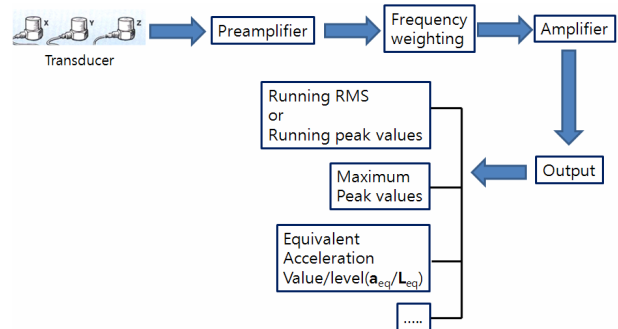 X
Y
Z
Transducer
Preamplifier
Frequency
weighting
Amplifier
Output
Running RMS
or
Running peak values
Maximum
Peak values
Equivalent
Acceleration
Value/level(aeq/Leq)
.....